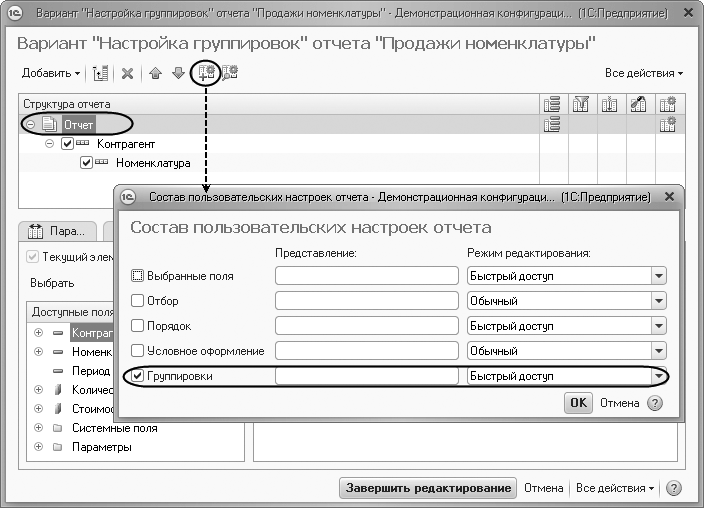 Вариант "Настройка группировок" отчета "Продажи номенклатуры" - Демонстрационная конфигураци... (1С:Предприятие)
Вариант "Настройка группировок" отчета "Продажи номенклатуры"
Добавить
Все действия
Структура отчета
Отчет
Контрагент
Номенклатура
Состав пользовательских настроек отчета - Демонстрационная конфигураци... (1С:Предприятие)
Состав пользовательских настроек отчета
Представление: Режим редактирования:
Выбранные поля Быстрый доступ
Отбор Обычный
Порядок Быстрый доступ
Условное оформление Обычный
Группировки Быстрый доступ
OK Отмена ?
Пара...
Текущий элем
Выбрать
Доступные поля
Контраг
Номенк
Период
Количес
Стоимос
Системные поля
Параметры
Завершить редактирование Отмена Все действия ?